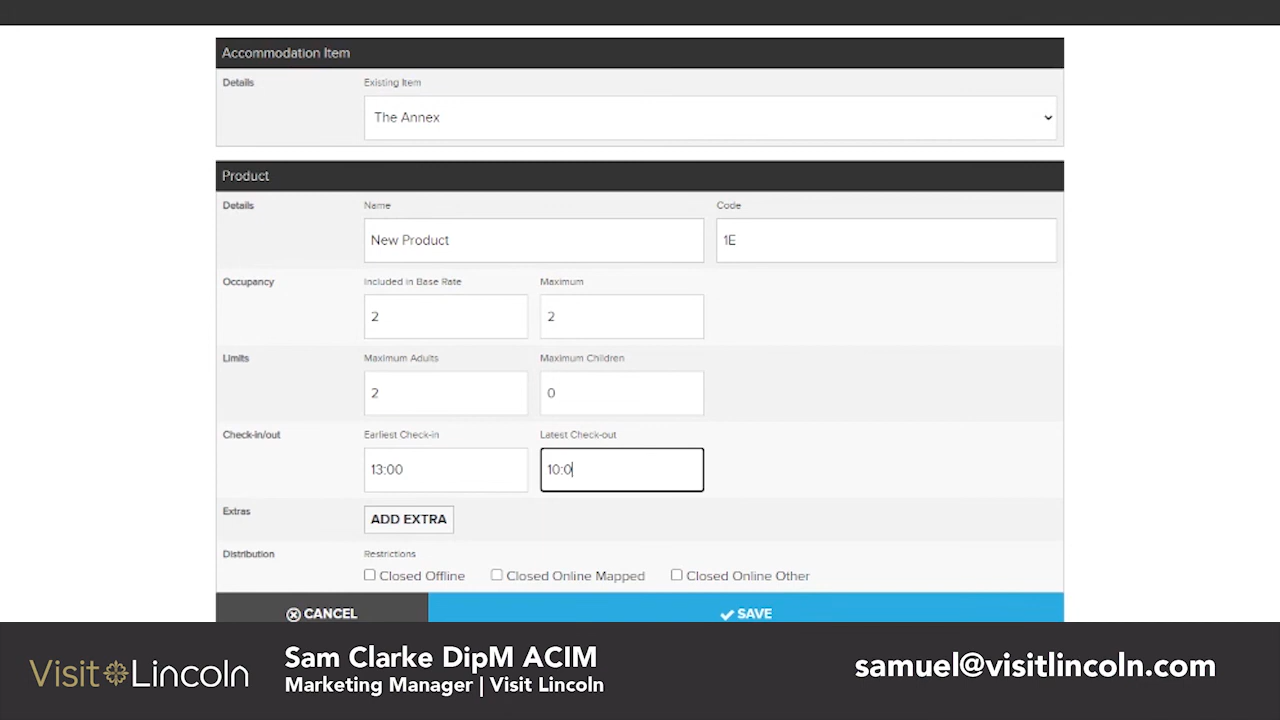 Accommodation Item
Details
Existing Item
The Annex
Product
Details
Name
Code
New Product
1E
Occupancy
Included in Base Rate
Maximum
2
2
Limits
Maximum Adults
Maximum Children
2
0
Check-in/out
Earliest Check-in
Latest Check-out
13:00
10:0
Extras
ADD EXTRA
Distribution
Restrictions
Closed Offline
Closed Online Mapped
Closed Online Other
CANCEL
SAVE
Visit Lincoln
Sam Clarke DipM ACIM
Marketing Manager | Visit Lincoln
samuel@visitlincoln.com